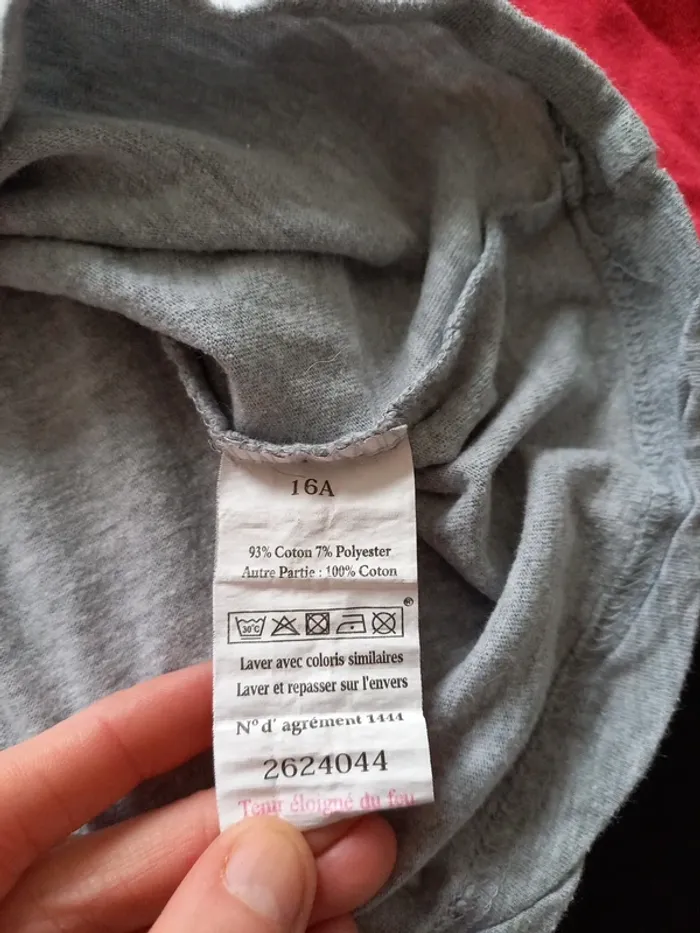 16A
93% Coton 7% Polyester
Autre Partie : 100% Coton
30°C
®
Laver avec coloris similaires
Laver et repasser sur l'envers
N° d' agrément 1444
2624044
Tenir éloigné du feu